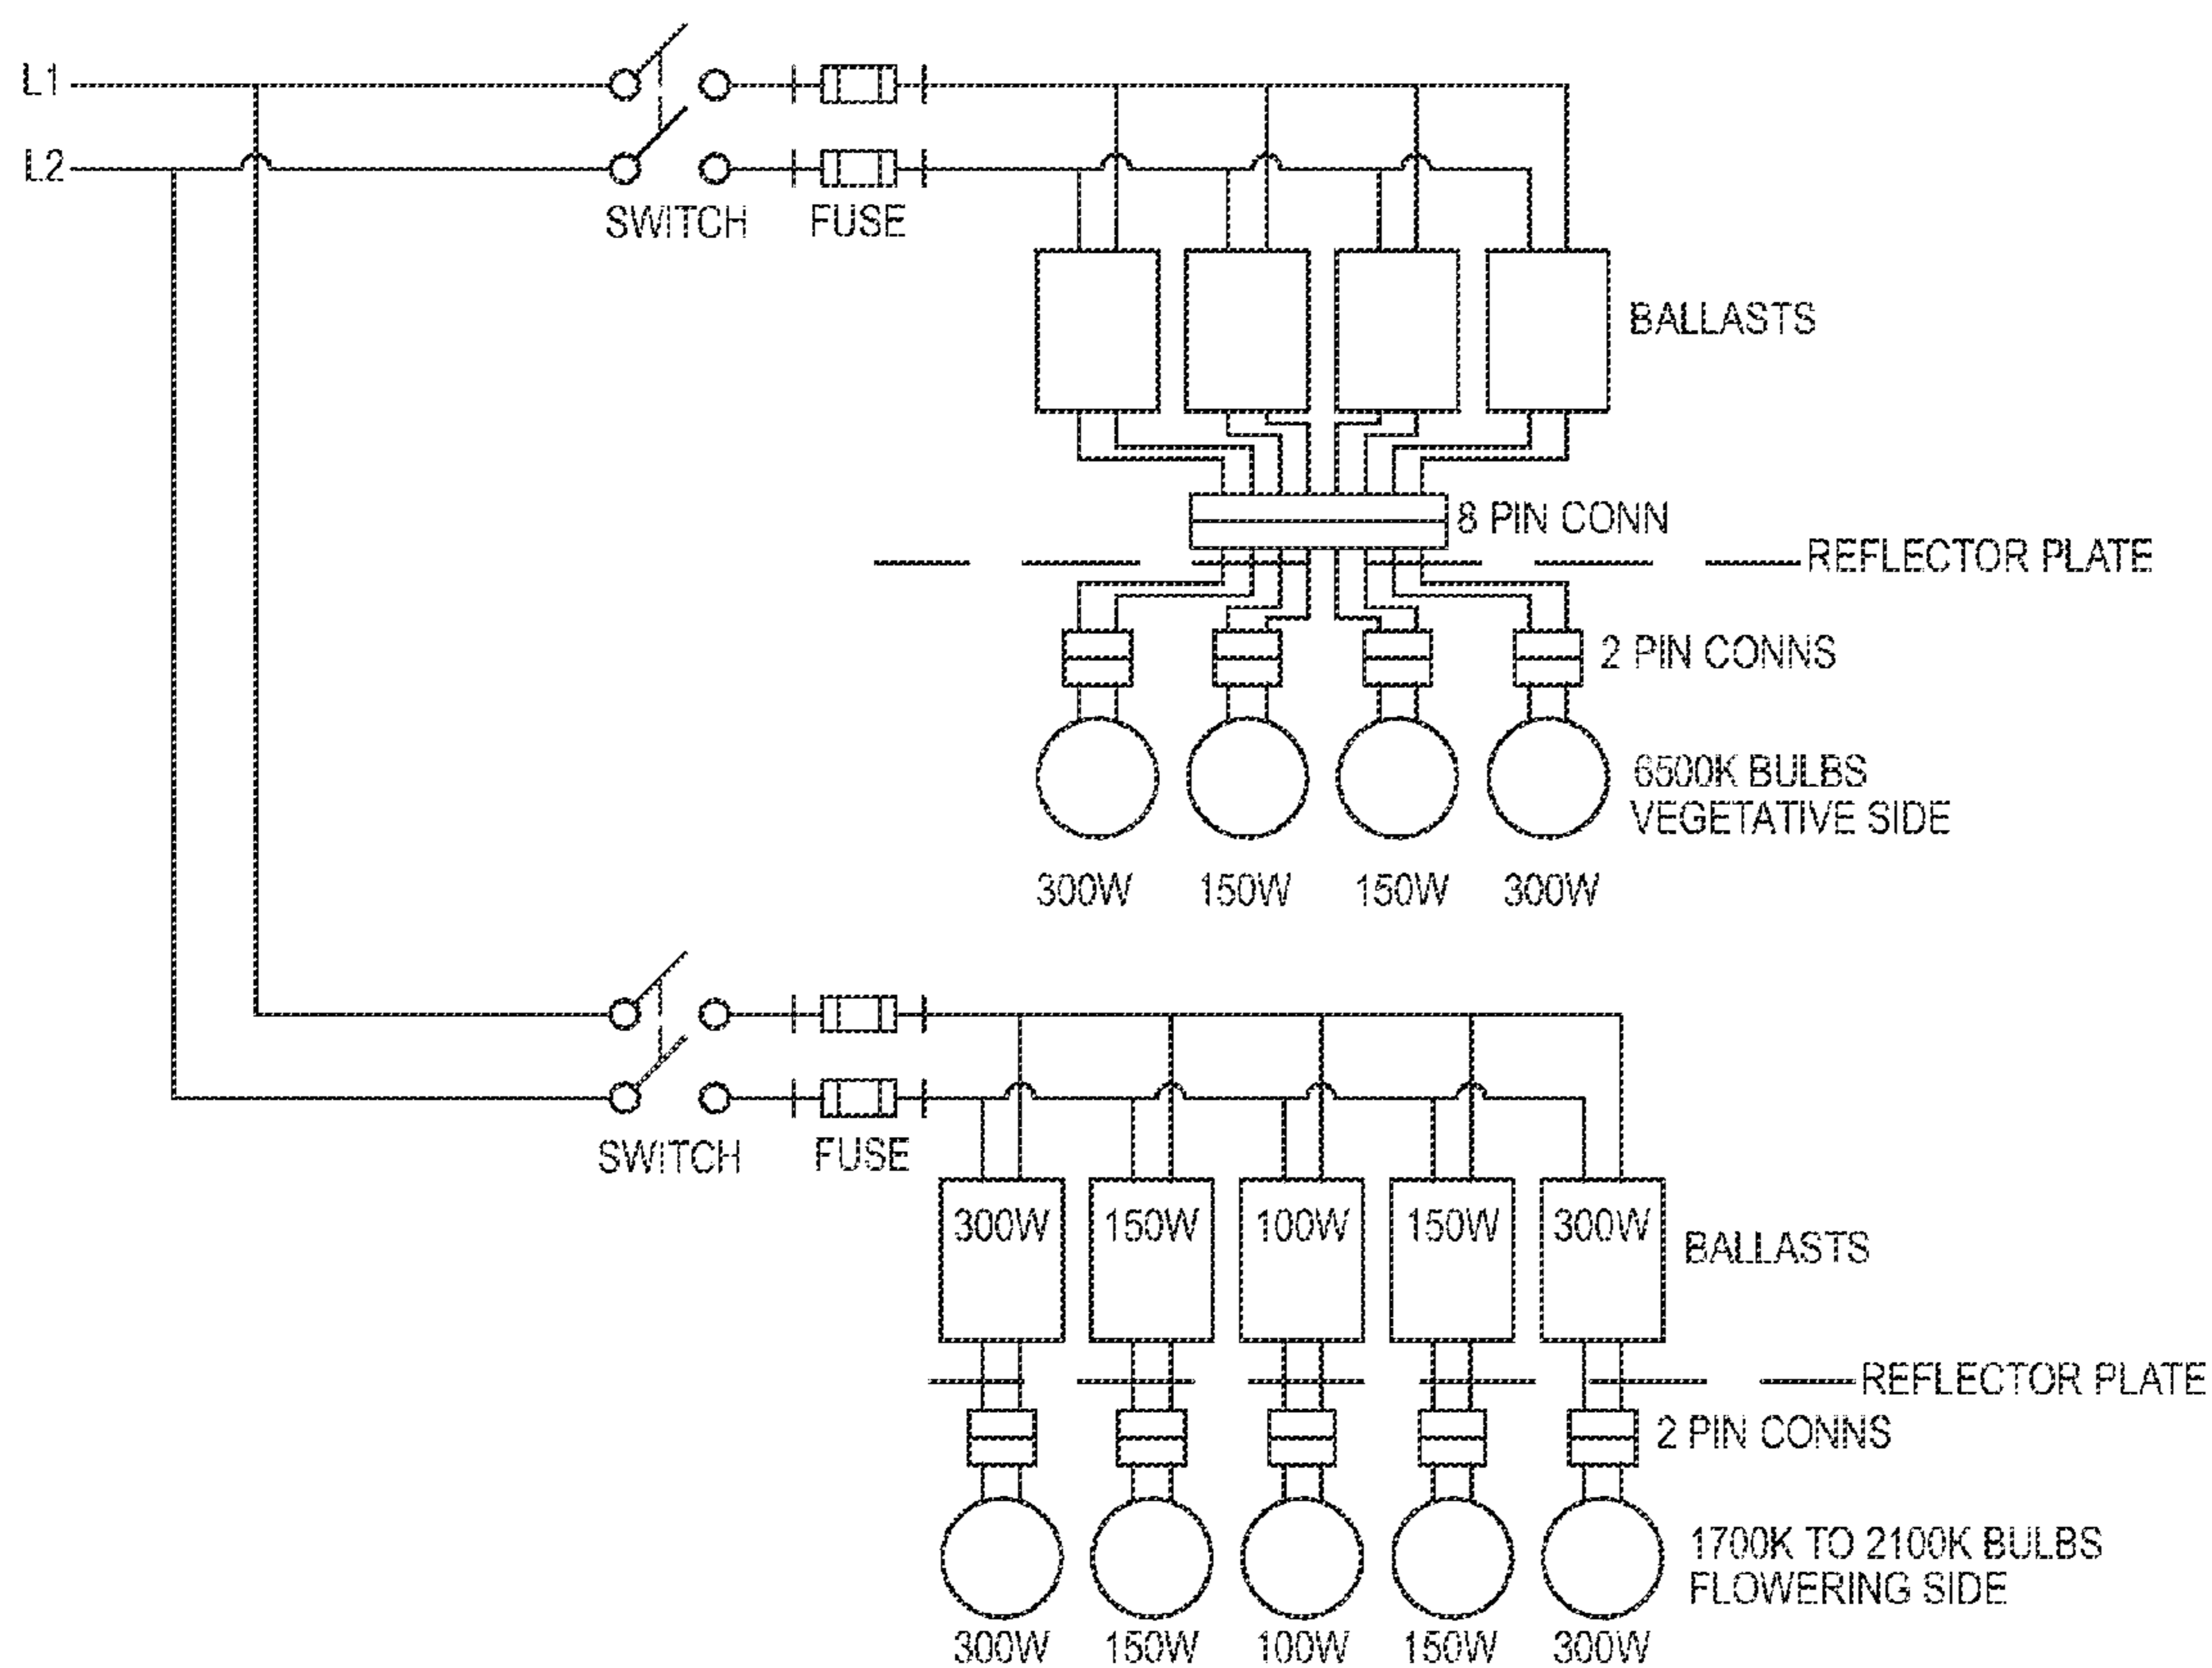 L1
L2
SWITCH
FUSE
BALLASTS
8 PIN CONN
REFLECTOR PLATE
2 PIN CONNS
6500K BULBS
VEGETATIVE SIDE
300W 150W 150W 300W
SWITCH
FUSE
300W 150W 100W 150W 300W
BALLASTS
REFLECTOR PLATE
2 PIN CONNS
1700K TO 2100K BULBS
FLOWERING SIDE
300W 150W 100W 150W 300W